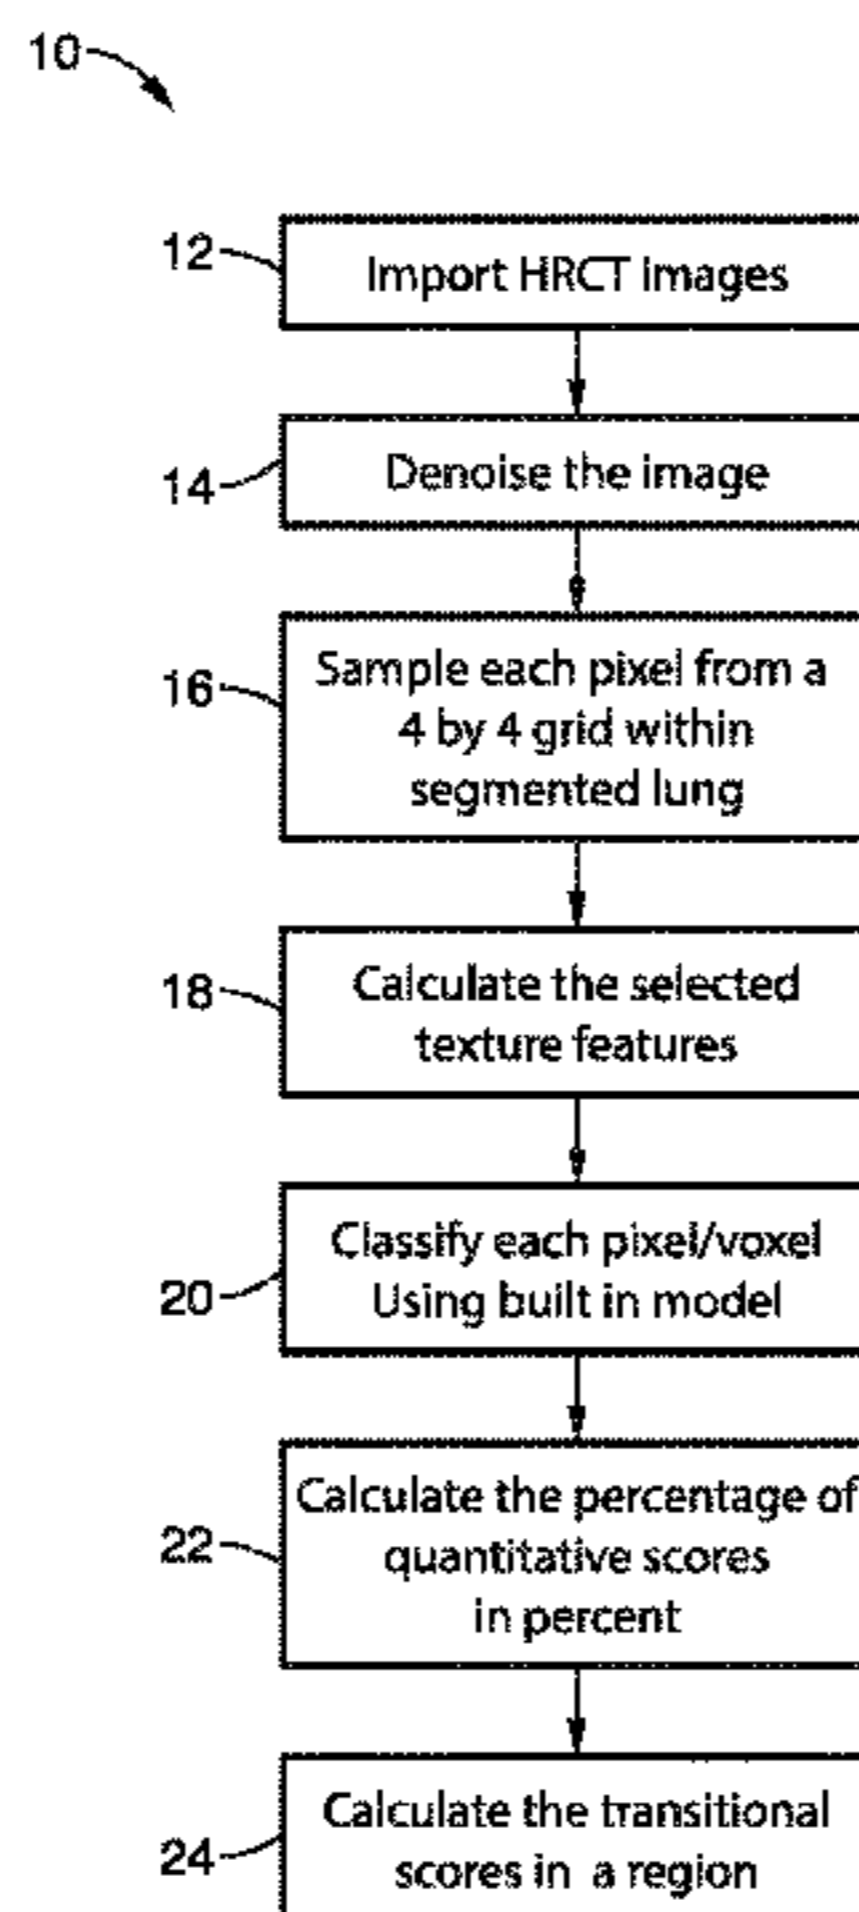 10
12
Import HRCT images
14
Denoise the image
16
Sample each pixel from a
4 by 4 grid within
segmented lung
18
Calculate the selected
texture features
20
Classify each pixel/voxel
Using built in model
22
Calculate the percentage of
quantitative scores
in percent
24
Calculate the transitional
scores in a region